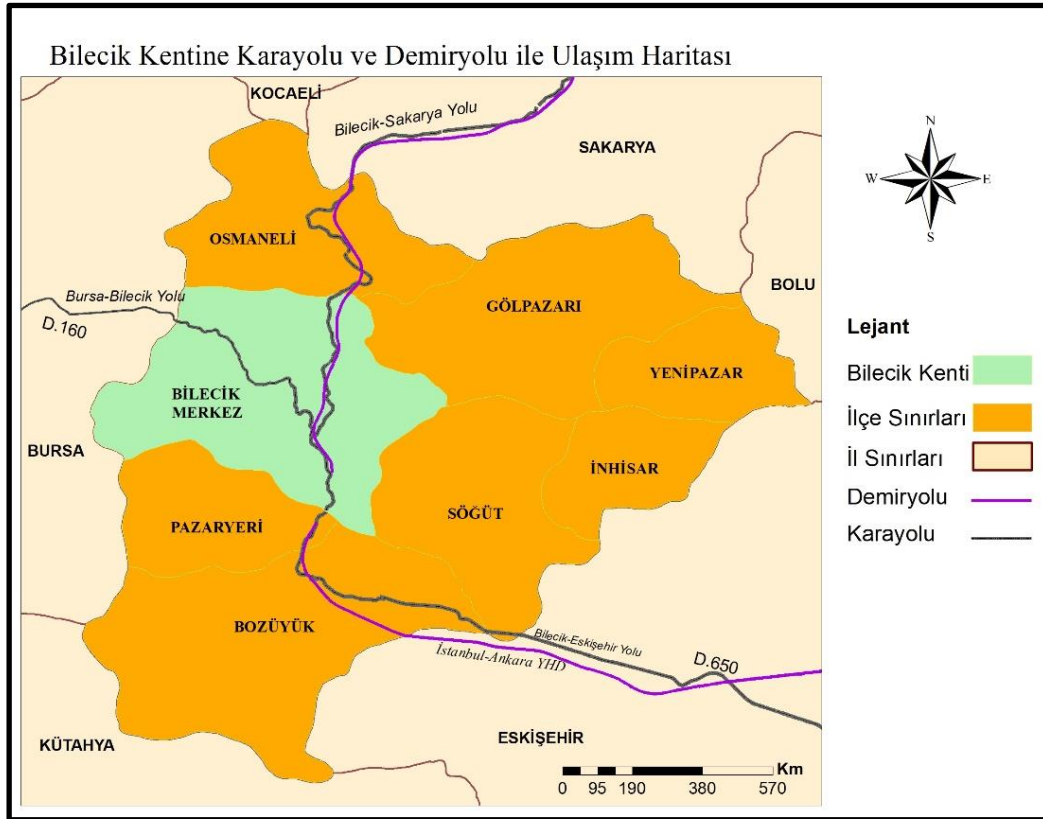 Bilecik Kentine Karayolu ve Demiryolu ile Ulaşım Haritası
KOCAELİ
Bilecik-Sakarya Yolu
SAKARYA
N
W
E
S
OSMANELİ
BOLU
Bursa-Bilecik Yolu
D.160
GÖLPAZARI
Lejant
YENİPAZAR
Bilecik Kenti
BİLECİK
MERKEZ
İlçe Sınırları
BURSA
İNHİSAR
İl Sınırları
PAZARYERİ
SÖĞÜT
Demiryolu
Karayolu
BOZÜYÜK
Bilecik-Eskişehir Yolu
İstanbul-Ankara YHD
D.650
KÜTAHYA
ESKİŞEHİR
Km
0 95 190 380 570